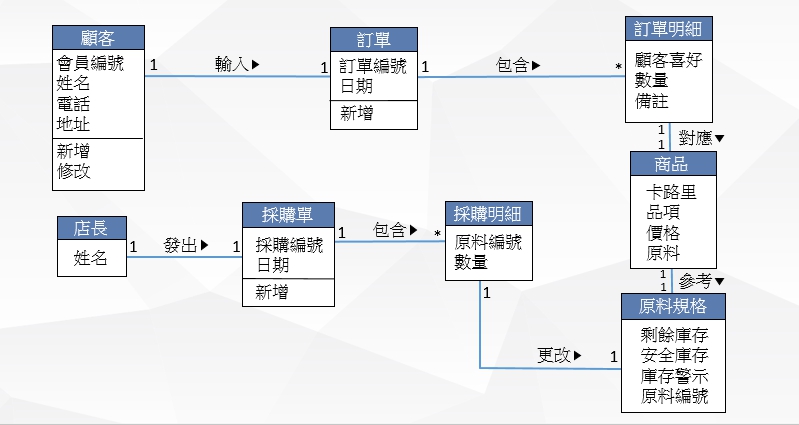 顧客
會員編號
姓名
電話
地址
新增
修改
1
輸入▶
1
訂單
訂單編號
日期
新增
1
包含▶
*
訂單明細
顧客喜好
數量
備註
1
1
對應▼
商品
卡路里
品項
價格
原料
1
1
參考▼
原料規格
剩餘庫存
安全庫存
庫存警示
原料編號
店長
姓名
1
發出▶
1
採購單
採購編號
日期
新增
1
包含▶
*
採購明細
原料編號
數量
1
更改▶
1